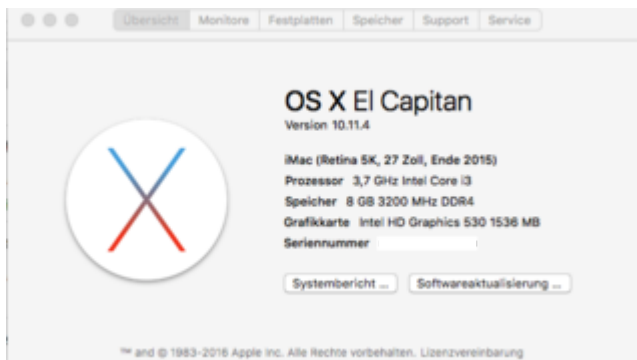 Übersicht Monitore Festplatten Speicher Support Service
OS X El Capitan
Version 10.11.4
iMac (Retina 5K, 27 Zoll, Ende 2015)
Prozessor 3,7 GHz Intel Core i3
Speicher 8 GB 3200 MHz DDR4
Grafikkarte Intel HD Graphics 530 1536 MB
Seriennummer
Systembericht ... Softwareaktualisierung ...
™ and © 1983-2016 Apple Inc. Alle Rechte vorbehalten. Lizenzvereinbarung